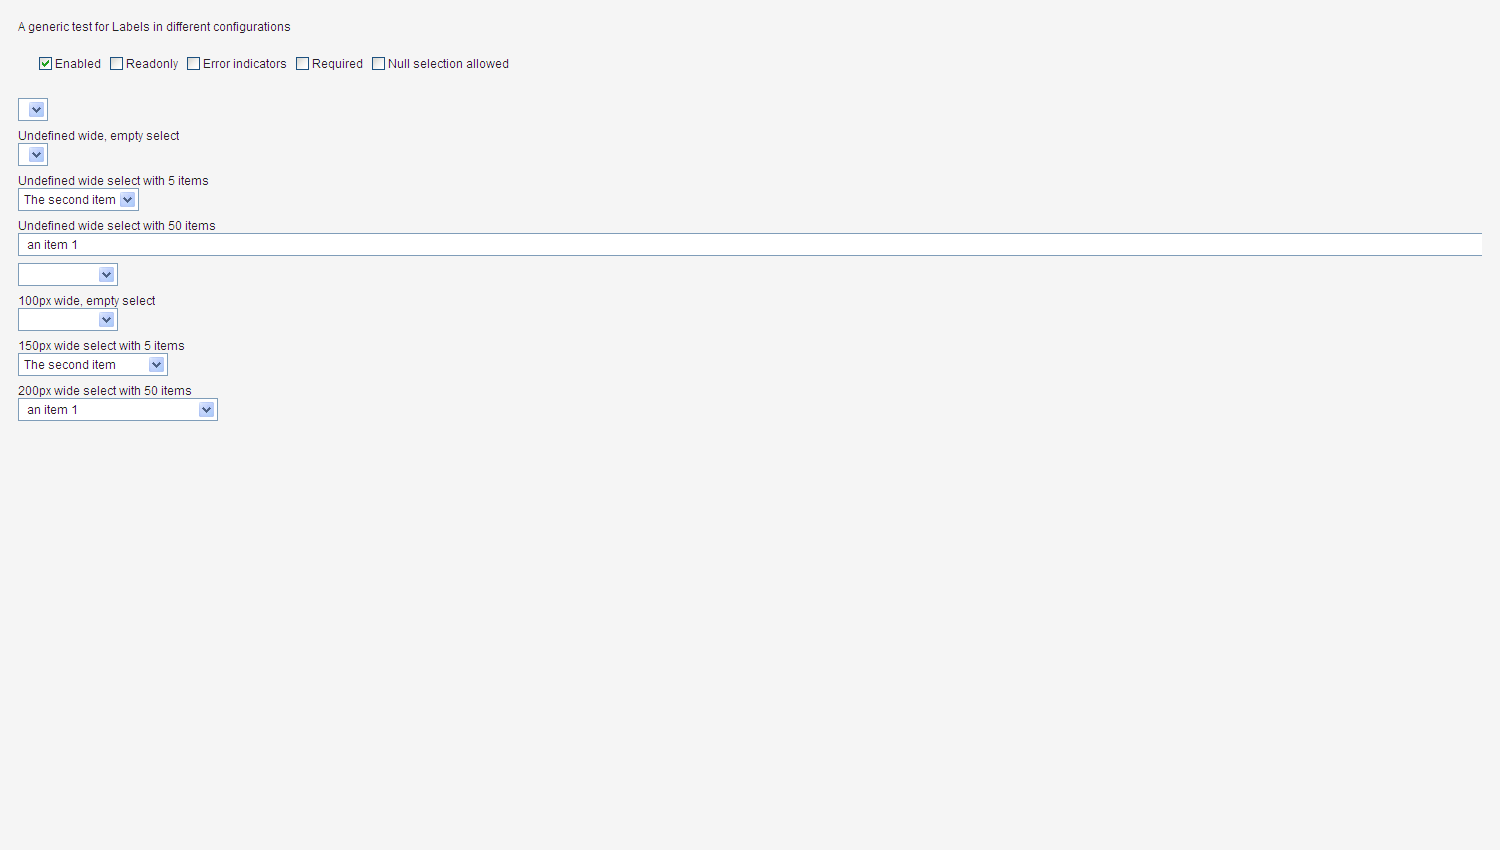 A generic test for Labels in different configurations
Enabled Readonly Error indicators Required Null selection allowed
Undefined wide, empty select
Undefined wide select with 5 items
The second item
Undefined wide select with 50 items
an item 1
100px wide, empty select
150px wide select with 5 items
The second item
200px wide select with 50 items
an item 1